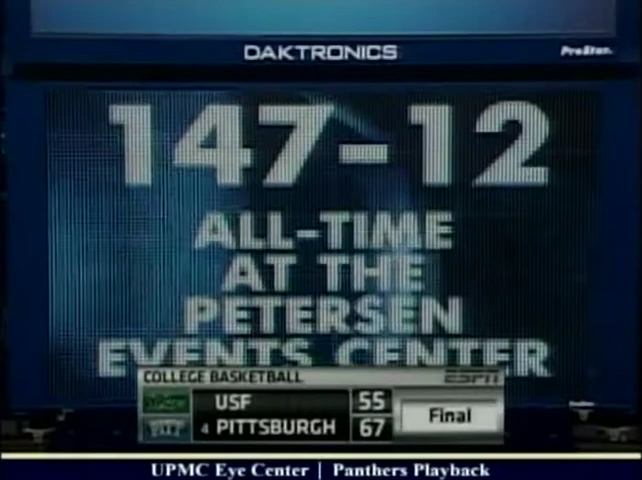 DAKTRONICS
ProStar.
147-12
ALL-TIME
AT THE
PETERSEN
EVENTS CENTER
COLLEGE BASKETBALL
ESPN
USF 55
PITT 4 PITTSBURGH 67
Final
UPMC Eye Center | Panthers Playback